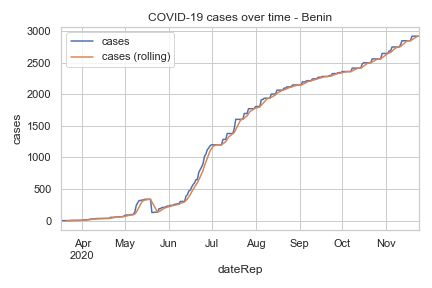 COVID-19 cases over time - Benin
cases
cases (rolling)
3000
2500
2000
1500
1000
500
0
cases
Apr May Jun Jul Aug Sep Oct Nov
2020
dateRep